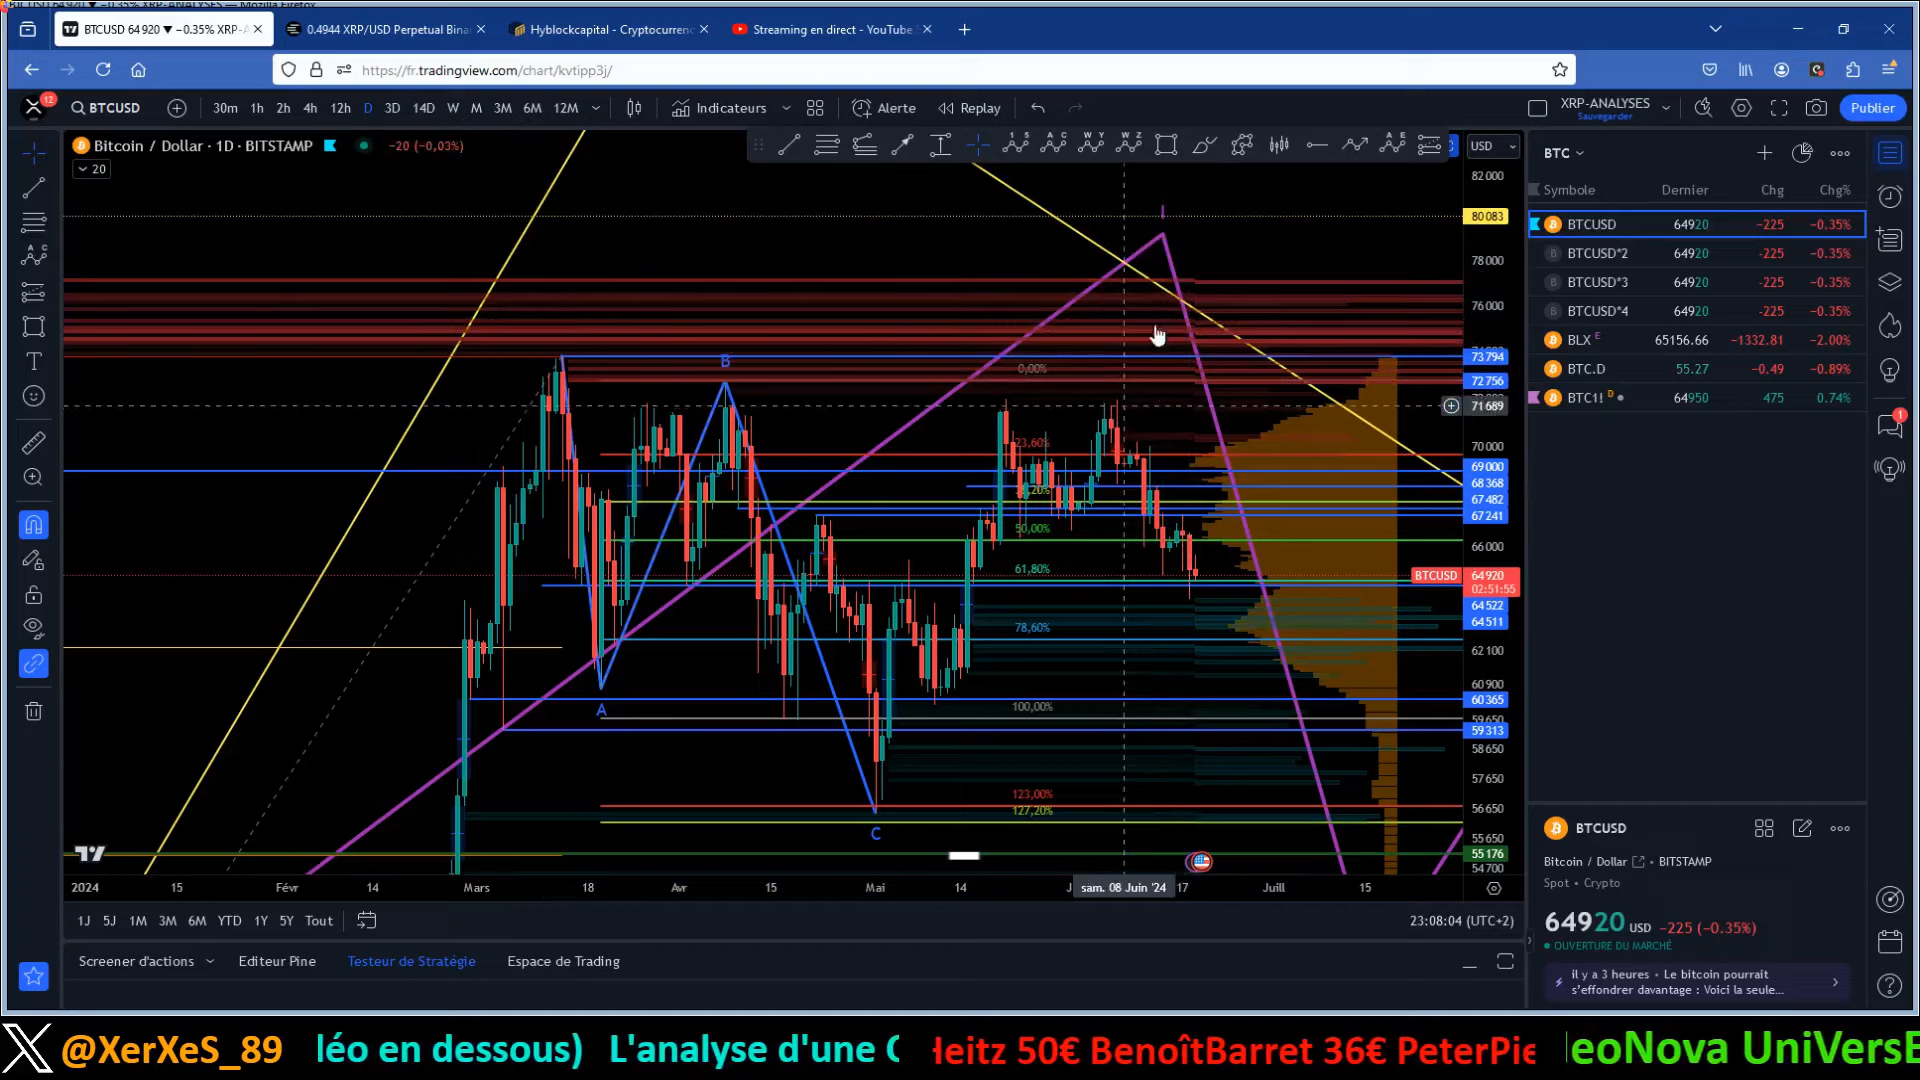 BTCUSD 64 920 ▼ −0.35% XRP-A
0.4944 XRP/USD Perpetual Bina
Hyblockcapital - Cryptocurrenc
Streaming en direct - YouTube S
https://fr.tradingview.com/chart/kvtipp3j/
12
BTCUSD
30m 1h 2h 4h 12h D 3D 14D W M 3M 6M 12M
Indicateurs
Alerte
Replay
XRP-ANALYSES
Sauvegarder
Publier
Bitcoin / Dollar · 1D · BITSTAMP
−20 (−0,03%)
20
USD
82 000
80 083
78 000
76 000
73 794
72 756
71 689
70 000
69 000
68 368
67 482
67 241
66 000
BTCUSD 64 920
02:51:55
64 522
64 511
62 100
60 900
60 365
59 650
59 313
58 650
57 650
56 650
55 650
55 176
54 700
I
B
A
C
0,00%
23,60%
50,00%
61,80%
78,60%
100,00%
123,00%
127,20%
2024 15 Févr 14 Mars 18 Avr 15 Mai 14 sam. 08 Juin '24 17 Juill 15
1J 5J 1M 3M 6M YTD 1Y 5Y Tout
23:08:04 (UTC+2)
Screener d'actions
Editeur Pine
Testeur de Stratégie
Espace de Trading
BTC
Symbole Dernier Chg Chg%
BTCUSD 64920 −225 −0.35%
BTCUSD*2 64920 −225 −0.35%
BTCUSD*3 64920 −225 −0.35%
BTCUSD*4 64920 −225 −0.35%
BLX E 65156.66 −1332.81 −2.00%
BTC.D 55.27 −0.49 −0.89%
BTC1! D 64950 475 0.74%
1
BTCUSD
Bitcoin / Dollar • BITSTAMP
Spot • Crypto
64920 USD −225 (−0.35%)
OUVERTURE DU MARCHÉ
il y a 3 heures • Le bitcoin pourrait
s'effondrer davantage : Voici la seule...
@XerXeS_89
léo en dessous) L'analyse d'une
Heitz 50€ BenoîtBarret 36€ PeterPie
leoNova UniVersE